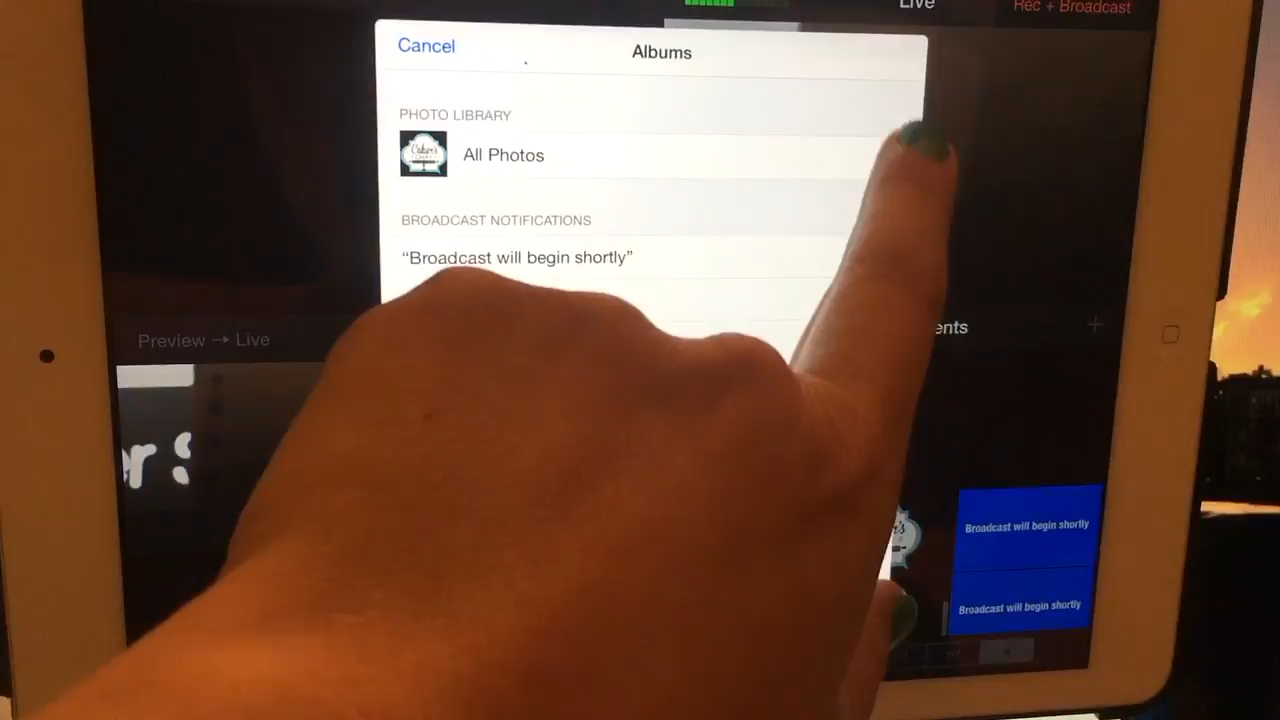 Live
Rec + Broadcast
Cancel
Albums
PHOTO LIBRARY
All Photos
BROADCAST NOTIFICATIONS
“Broadcast will begin shortly”
Preview → Live
ents
+
er S
Broadcast will begin shortly
Broadcast will begin shortly